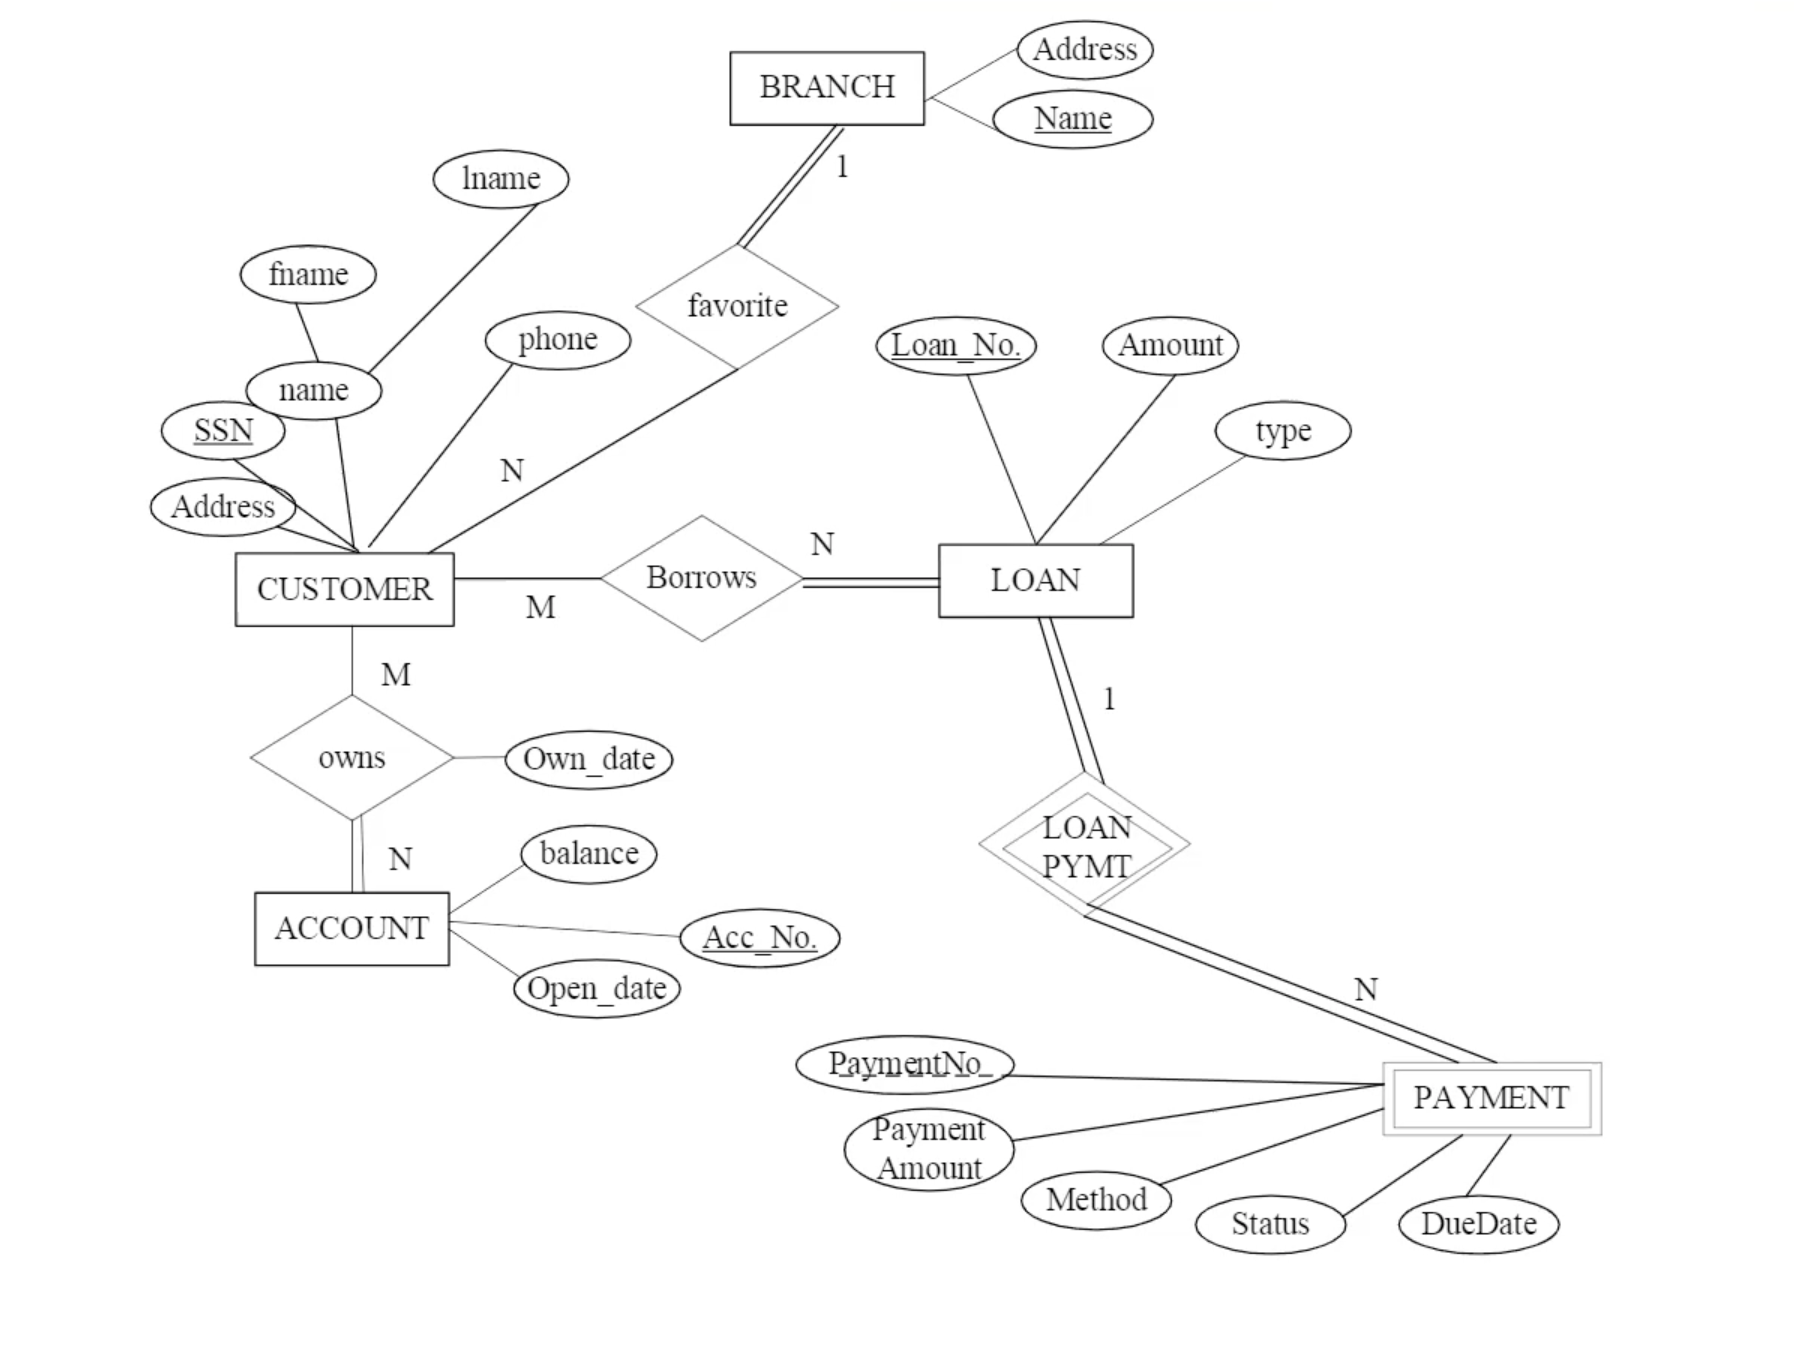 Address
BRANCH
Name
1
lname
fname
favorite
phone
Loan_No.
Amount
name
SSN
type
N
Address
N
CUSTOMER
Borrows
LOAN
M
M
1
owns
Own_date
LOAN
PYMT
N
balance
ACCOUNT
Acc_No.
Open_date
N
PaymentNo
PAYMENT
Payment
Amount
Method
Status
DueDate